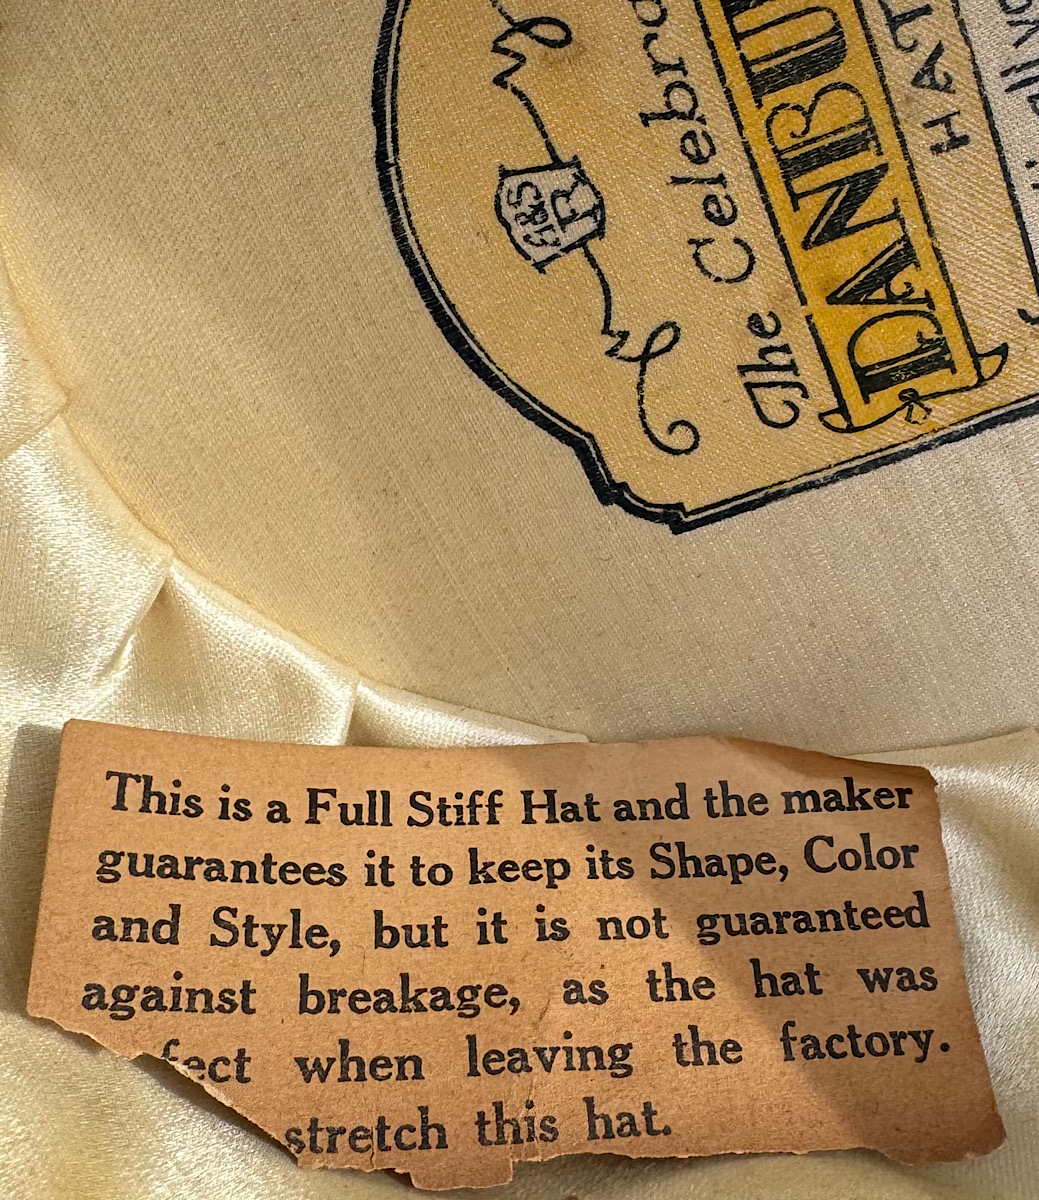 The Celebra
DANBU
HAT
This is a Full Stiff Hat and the maker
guarantees it to keep its Shape, Color
and Style, but it is not guaranteed
against breakage, as the hat was
fect when leaving the factory.
stretch this hat.